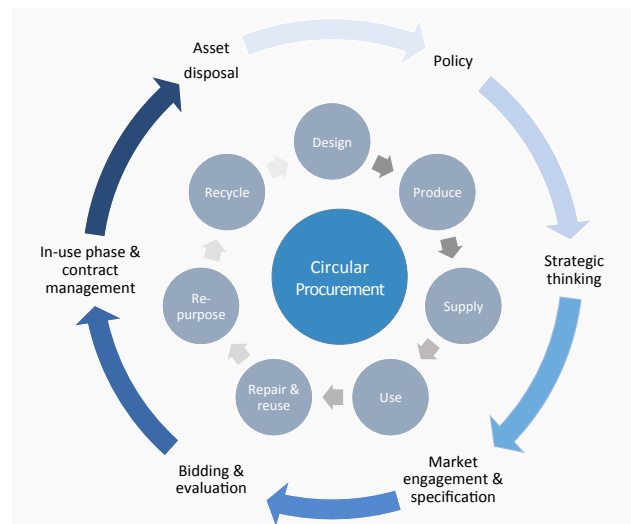 Asset
disposal
Policy
Strategic
thinking
Market
engagement &
specification
Bidding &
evaluation
In-use phase &
contract
management
Design
Produce
Supply
Use
Repair &
reuse
Re-
purpose
Recycle
Circular
Procurement